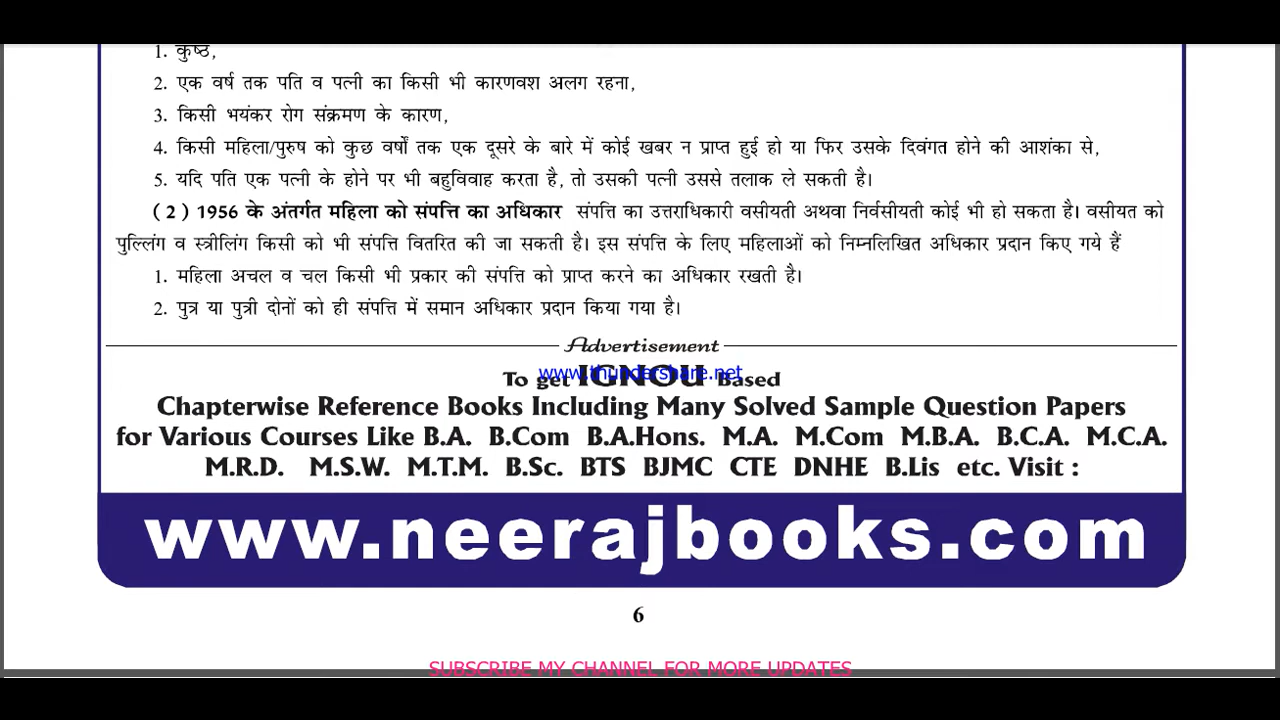 1. कुष्ठ,
2. एक वर्ष तक पति व पत्नी का किसी भी कारणवश अलग रहना,
3. किसी भयंकर रोग संक्रमण के कारण,
4. किसी महिला/पुरुष को कुछ वर्षों तक एक दूसरे के बारे में कोई खबर न प्राप्त हुई हो या फिर उसके दिवंगत होने की आशंका से,
5. यदि पति एक पत्नी के होने पर भी बहुविवाह करता है, तो उसकी पत्नी उससे तलाक ले सकती है।
( 2 ) 1956 के अंतर्गत महिला को संपत्ति का अधिकार संपत्ति का उत्तराधिकारी वसीयती अथवा निर्वसीयती कोई भी हो सकता है। वसीयत को
पुल्लिंग व स्त्रीलिंग किसी को भी संपत्ति वितरित की जा सकती है। इस संपत्ति के लिए महिलाओं को निम्नलिखित अधिकार प्रदान किए गये हैं
1. महिला अचल व चल किसी भी प्रकार की संपत्ति को प्राप्त करने का अधिकार रखती है।
2. पुत्र या पुत्री दोनों को ही संपत्ति में समान अधिकार प्रदान किया गया है।
Advertisement
www.thundershare.net
To get IGNOU Based
Chapterwise Reference Books Including Many Solved Sample Question Papers
for Various Courses Like B.A. B.Com B.A.Hons. M.A. M.Com M.B.A. B.C.A. M.C.A.
M.R.D. M.S.W. M.T.M. B.Sc. BTS BJMC CTE DNHE B.Lis etc. Visit :
www.neerajbooks.com
6
SUBSCRIBE MY CHANNEL FOR MORE UPDATES